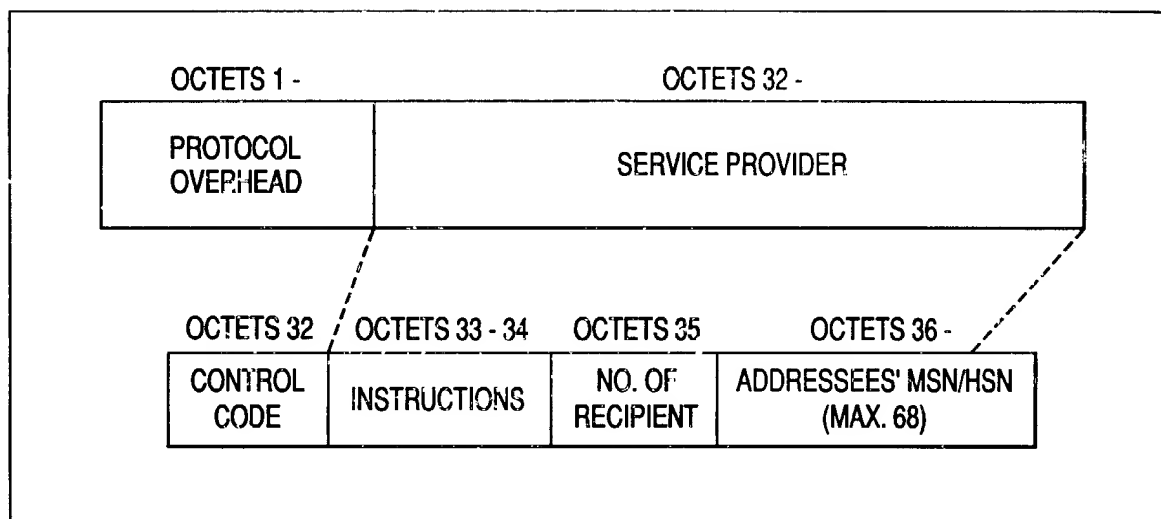 OCTETS 1 -
OCTETS 32 -
PROTOCOL
OVERHEAD
SERVICE PROVIDER
OCTETS 32
OCTETS 33 - 34
OCTETS 35
OCTETS 36 -
CONTROL
CODE
INSTRUCTIONS
NO. OF
RECIPIENT
ADDRESSEES' MSN/HSN
(MAX. 68)